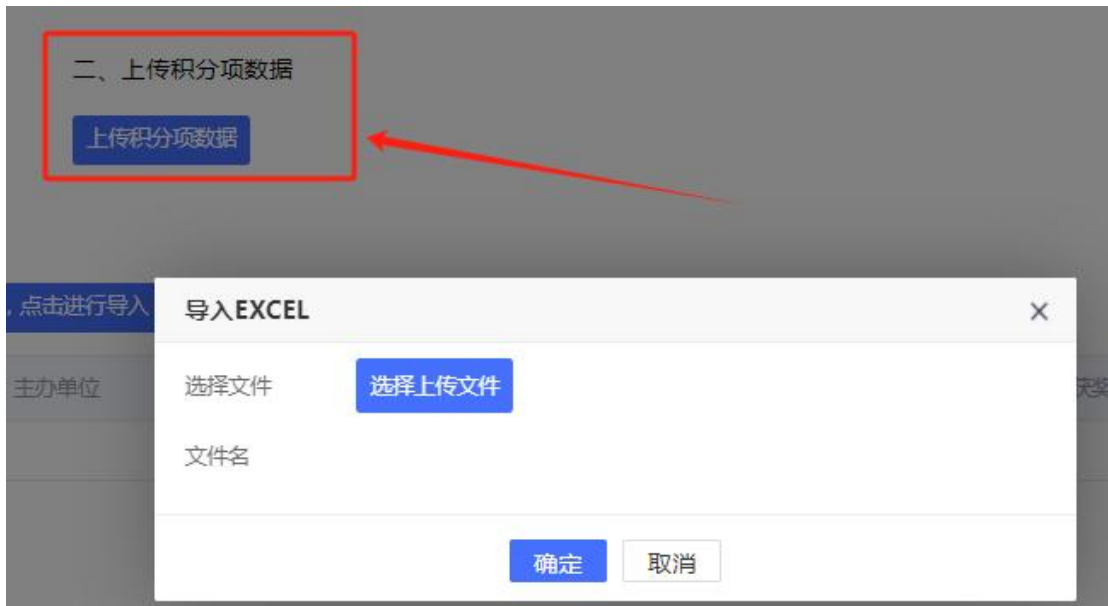 二、上传积分项数据
上传积分项数据
，点击进行导入
导入EXCEL
主办单位
选择文件
选择上传文件
获奖
文件名
确定
取消